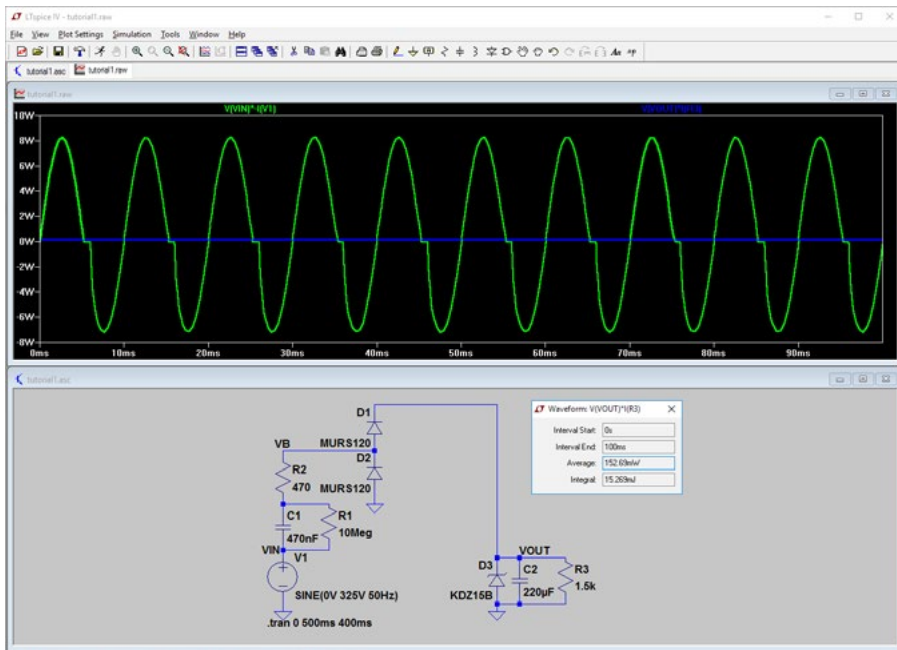 LTspice IV - tutorial1.raw
File View Plot Settings Simulation Tools Window Help
tutorial1.asc tutorial1.raw
tutorial1.raw
V(VIN)*-I(V1)
10W
8W
6W
4W
2W
0W
-2W
-4W
-6W
-8W
0ms 10ms 20ms 30ms 40ms 50ms 60ms 70ms 80ms 90ms
tutorial1.asc
D1
MURS120
VB
D2
MURS120
R2
470
C1
470nF
R1
10Meg
VIN
V1
SINE(0V 325V 50Hz)
.tran 0 500ms 400ms
Waveform: V(VOUT)*I(R3)
Interval Start: 0s
Interval End: 100ms
Average: 152.69mW
Integral: 15.269mJ
VOUT
D3
KDZ15B
C2
220µF
R3
1.5k